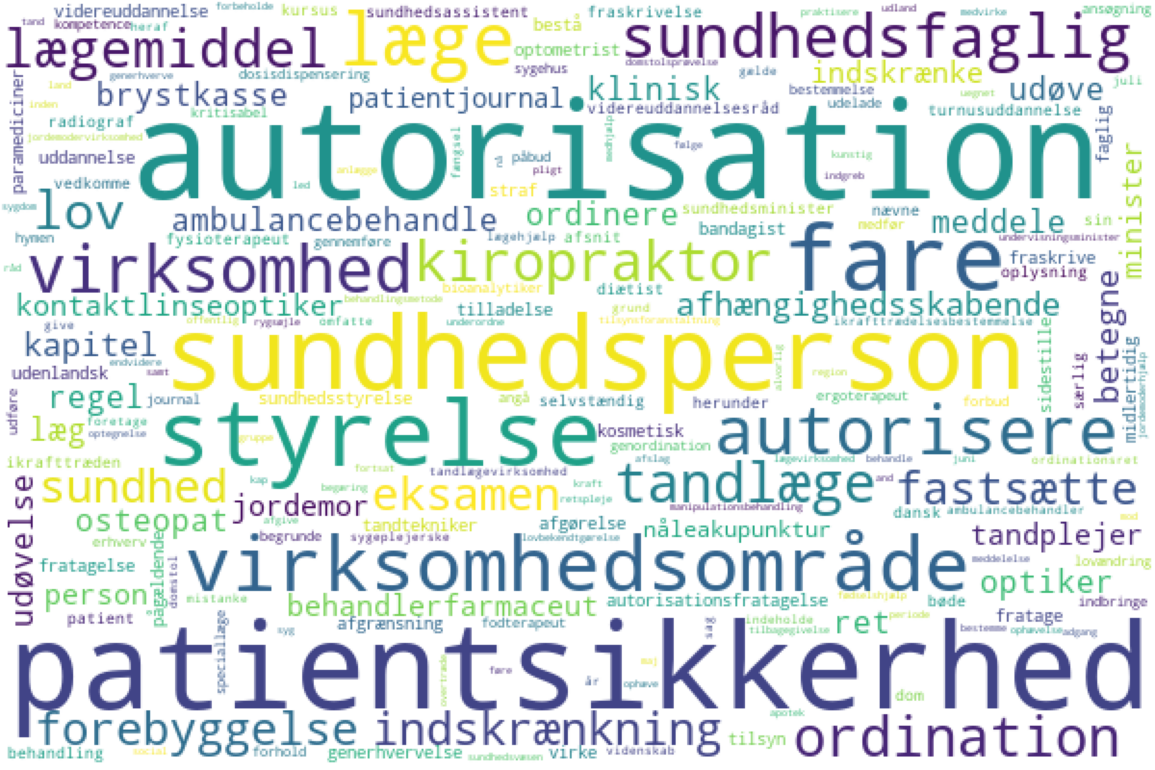 videreuddannelse forbeholde kursus sundhedsassistent bestå fraskrivelse praktisere udland medvirke ansøgning
tand kompetence heraf
lægemiddel læge optometrist sundhedsfaglig
sygehus domstolsprøvelse
generhverve dosisdispensering klinisk gælde indskrænke
land brystkasse patientjournal bestemmelse udøve juli
inden kritisabel videreuddannelsesråd udelade uegnet turnusuddannelse
paramediciner radiograf medhjælp faglig
jordemodervirksomhed autorisation
uddannelse fængsel påbud følge kunstig
anlægge pligt indgreb
vedkomme led straf minister
sygdom lov ambulancebehandle ordinere sundhedsminister nævne meddele sin
hymen fysioterapeut gennemføre lægehjælp afsnit bandagist medfør undervisningsminister
råd virksomhed kiropraktor fare fraskrive
oplysning
kontaktlinseoptiker behandlingsmetode bioanalytiker diætist afhængighedsskabende betegne
tilladelse grund
give offentlig rygsøjle omfatte underordne tilsynsforanstaltning ikrafttrædelsesbestemmelse
kapitel endvidere sundhedsperson alvorlig sidestille midlertidig
udenlandsk samt region særlig
regel journal sundhedsstyrelse angå selvstændig herunder ergoterapeut forbud jordemoderhjælp
udføre foretage
læg optegnelse styrelse kosmetisk autorisere
gruppe genordination
ikrafttræden afslag lægevirksomhed behandle juni ordinationsret
fortsat tandlægevirksomhed
sundhed kap begæring eksamen kraft tandlæge and fastsætte
retspleje
udøvelse jordemor manipulationsbehandling dansk ambulancebehandler mod
osteopat afgive tandtekniker afgørelse nåleakupunktur tandplejer
erhverv pågældende begrunde sygeplejerske lovbekendtgørelse
fratagelse domstol virksomhedsområde meddelelse lovændring
fødselshjælp optiker
person mistanke behandlerfarmaceut autorisationsfratagelse bøde indbringe
patient afgrænsning fodterapeut indeholde ret periode fratage
speciallæge syg sag tilbagegivelse bestemme ophævelse adgang
patientsikkerhed
overtræde maj føre år ophæve dom
apotek
forebyggelse indskrænkning tilsyn ordination
behandling social forhold generhvervelse sundhedsvæsen virke videnskab